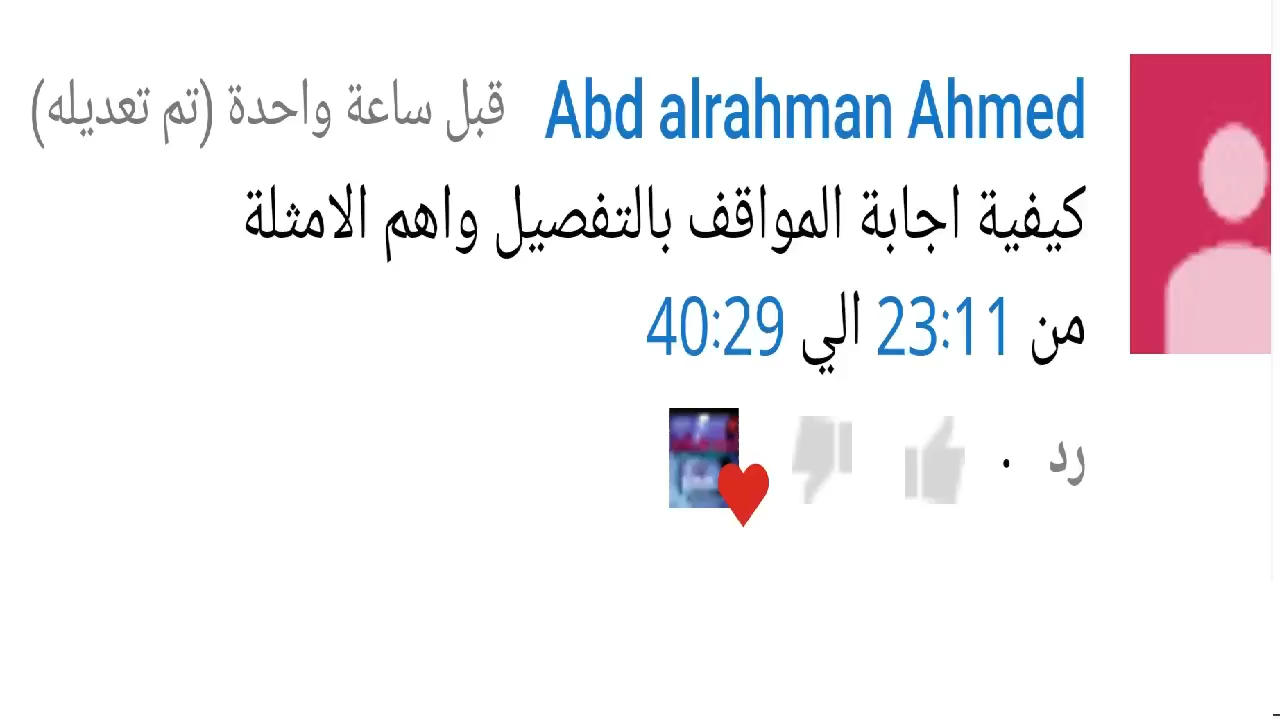 Abd alrahman Ahmed قبل ساعة واحدة (تم تعديله)
كيفية اجابة المواقف بالتفصيل واهم الامثلة
من 23:11 الي 40:29
رد